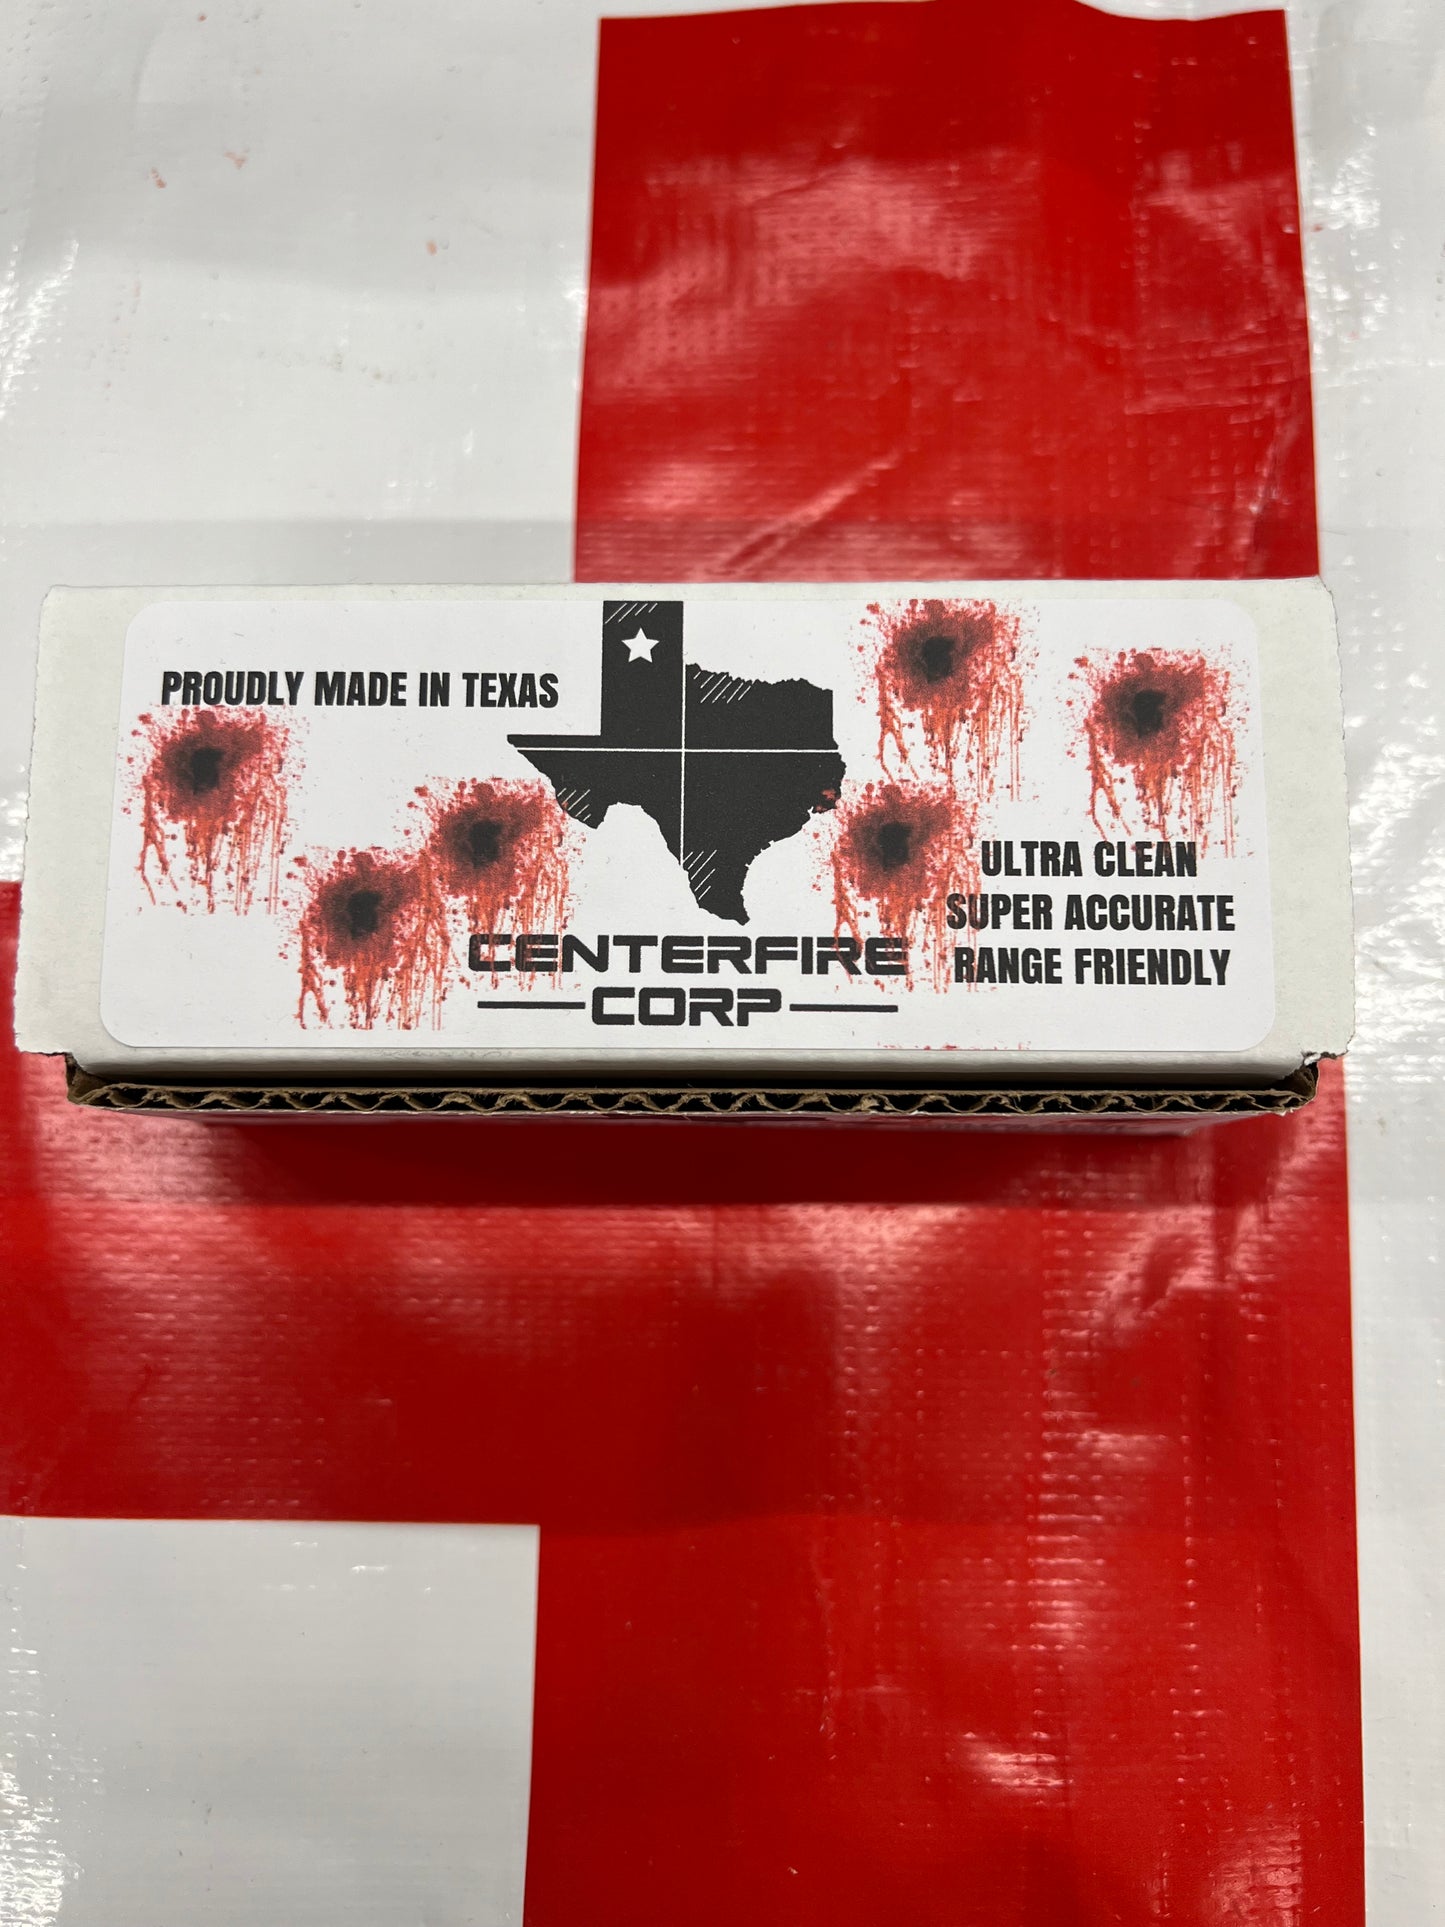 PROUDLY MADE IN TEXAS
CENTERFIRE
CORP
ULTRA CLEAN
SUPER ACCURATE
RANGE FRIENDLY